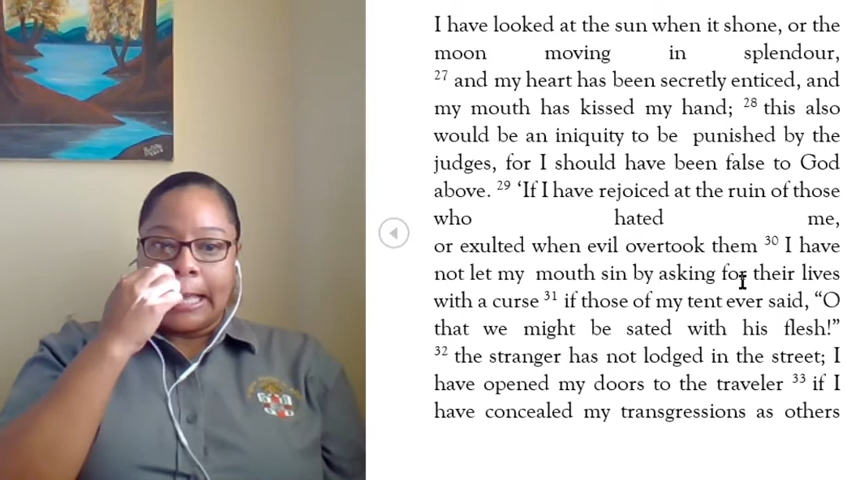 I have looked at the sun when it shone, or the
moon moving in splendour,
27 and my heart has been secretly enticed, and
my mouth has kissed my hand; 28 this also
would be an iniquity to be punished by the
judges, for I should have been false to God
above. 29 ‘If I have rejoiced at the ruin of those
who hated me,
or exulted when evil overtook them 30 I have
not let my mouth sin by asking for their lives
with a curse 31 if those of my tent ever said, “O
that we might be sated with his flesh!”
32 the stranger has not lodged in the street; I
have opened my doors to the traveler 33 if I
have concealed my transgressions as others